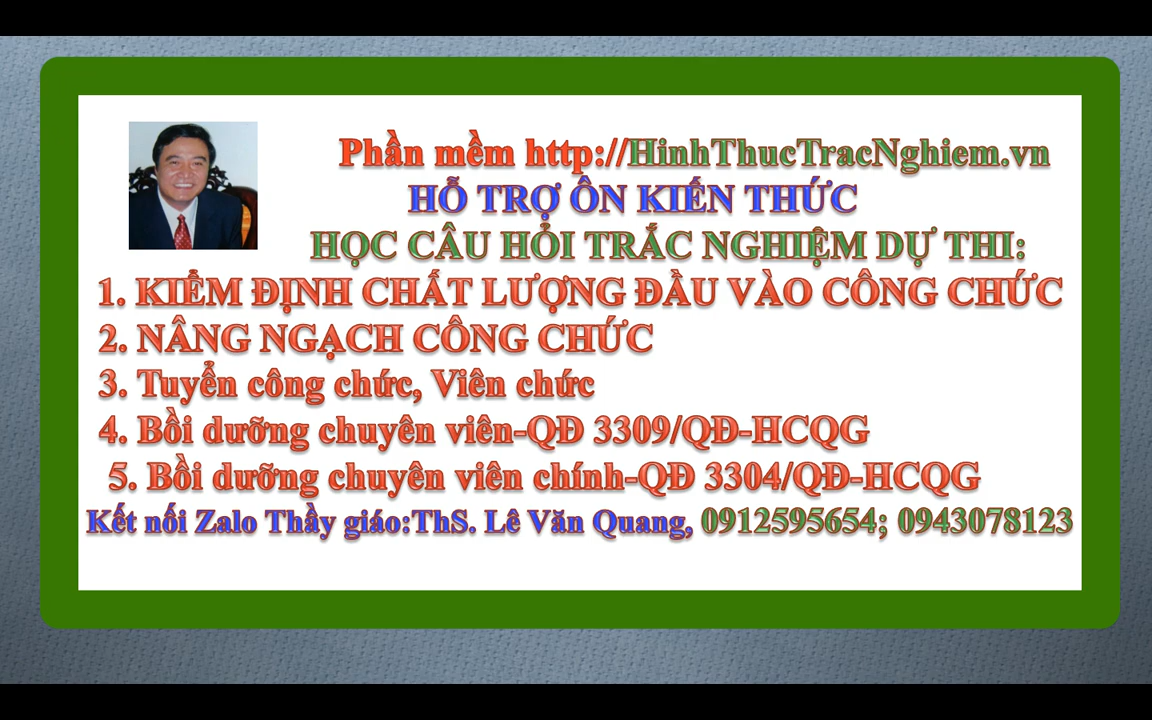 Phần mềm http://HinhThucTracNghiem.vn
HỖ TRỢ ÔN KIẾN THỨC
HỌC CÂU HỎI TRẮC NGHIỆM DỰ THI:
1. KIỂM ĐỊNH CHẤT LƯỢNG ĐẦU VÀO CÔNG CHỨC
2. NÂNG NGẠCH CÔNG CHỨC
3. Tuyển công chức, Viên chức
4. Bồi dưỡng chuyên viên-QĐ 3309/QĐ-HCQG
5. Bồi dưỡng chuyên viên chính-QĐ 3304/QĐ-HCQG
Kết nối Zalo Thầy giáo:ThS. Lê Văn Quang, 0912595654; 0943078123